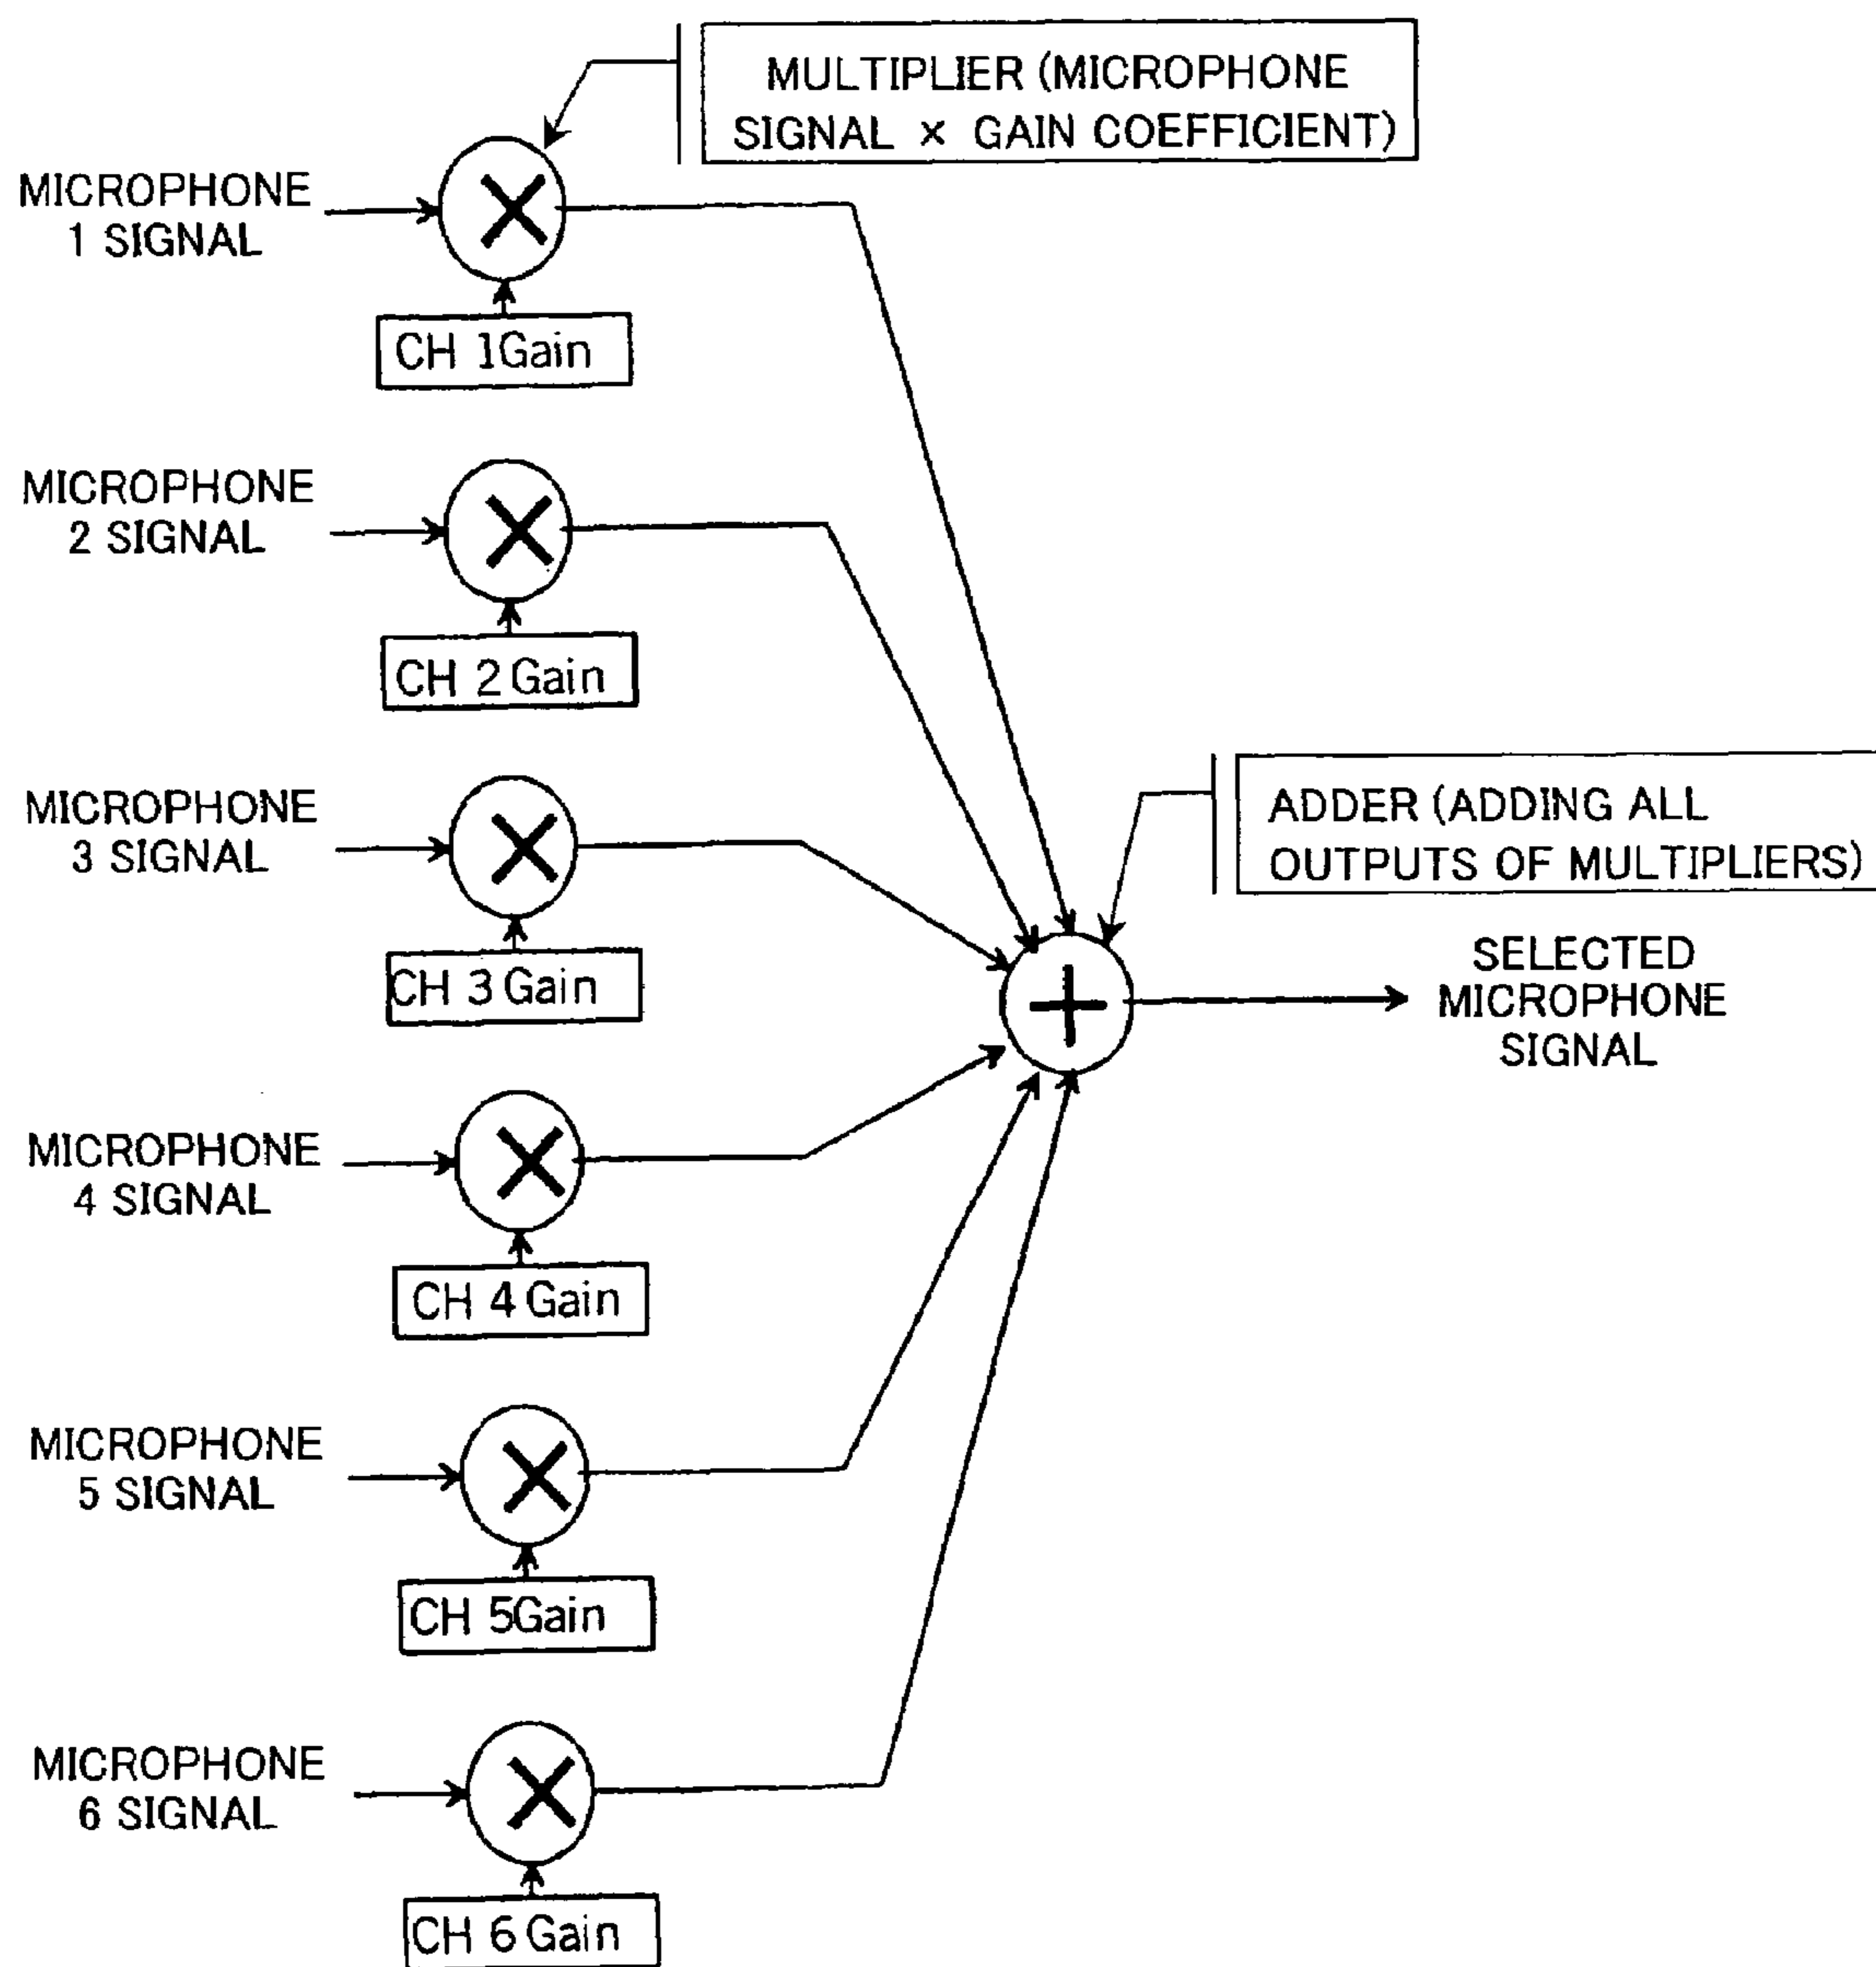 MULTIPLIER (MICROPHONE
SIGNAL × GAIN COEFFICIENT)
MICROPHONE
1 SIGNAL
CH 1Gain
MICROPHONE
2 SIGNAL
CH 2 Gain
MICROPHONE
3 SIGNAL
CH 3 Gain
ADDER (ADDING ALL
OUTPUTS OF MULTIPLIERS)
SELECTED
MICROPHONE
SIGNAL
MICROPHONE
4 SIGNAL
CH 4 Gain
MICROPHONE
5 SIGNAL
CH 5Gain
MICROPHONE
6 SIGNAL
CH 6 Gain